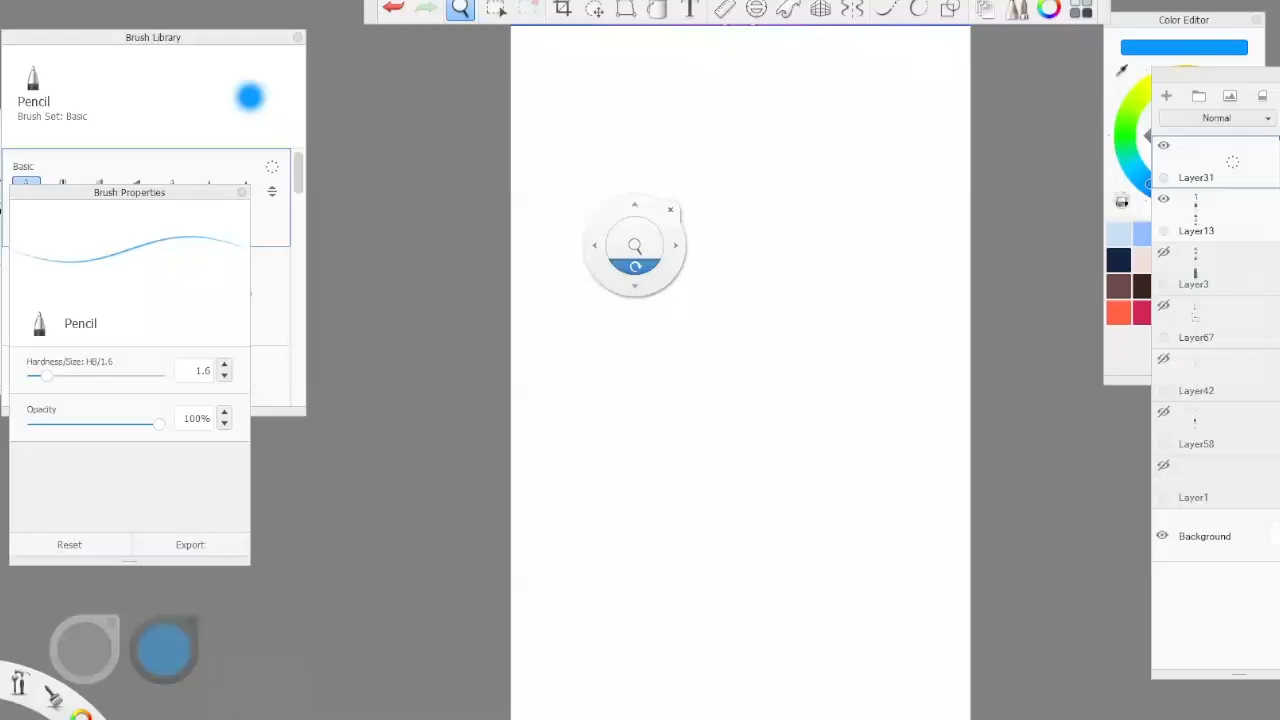 Brush Library
Pencil
Brush Set: Basic
Basic
Brush Properties
Pencil
Hardness/Size: HB/1.6
1.6
Opacity
100%
Reset
Export
T
Color Editor
Normal
Layer31
Layer13
Layer3
Layer67
Layer42
Layer58
Layer1
Background